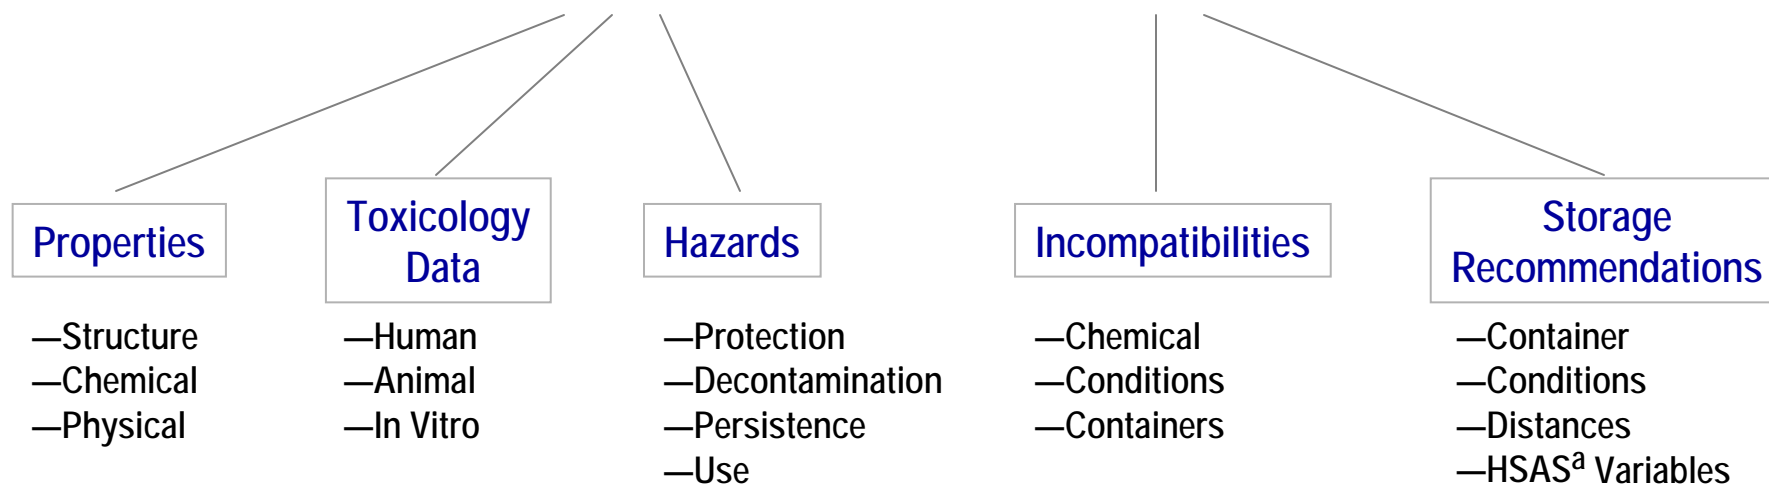 Properties
—Structure
—Chemical
—Physical
Toxicology
Data
—Human
—Animal
—In Vitro
Hazards
—Protection
—Decontamination
—Persistence
—Use
Incompatibilities
—Chemical
—Conditions
—Containers
Storage
Recommendations
—Container
—Conditions
—Distances
—HSASª Variables